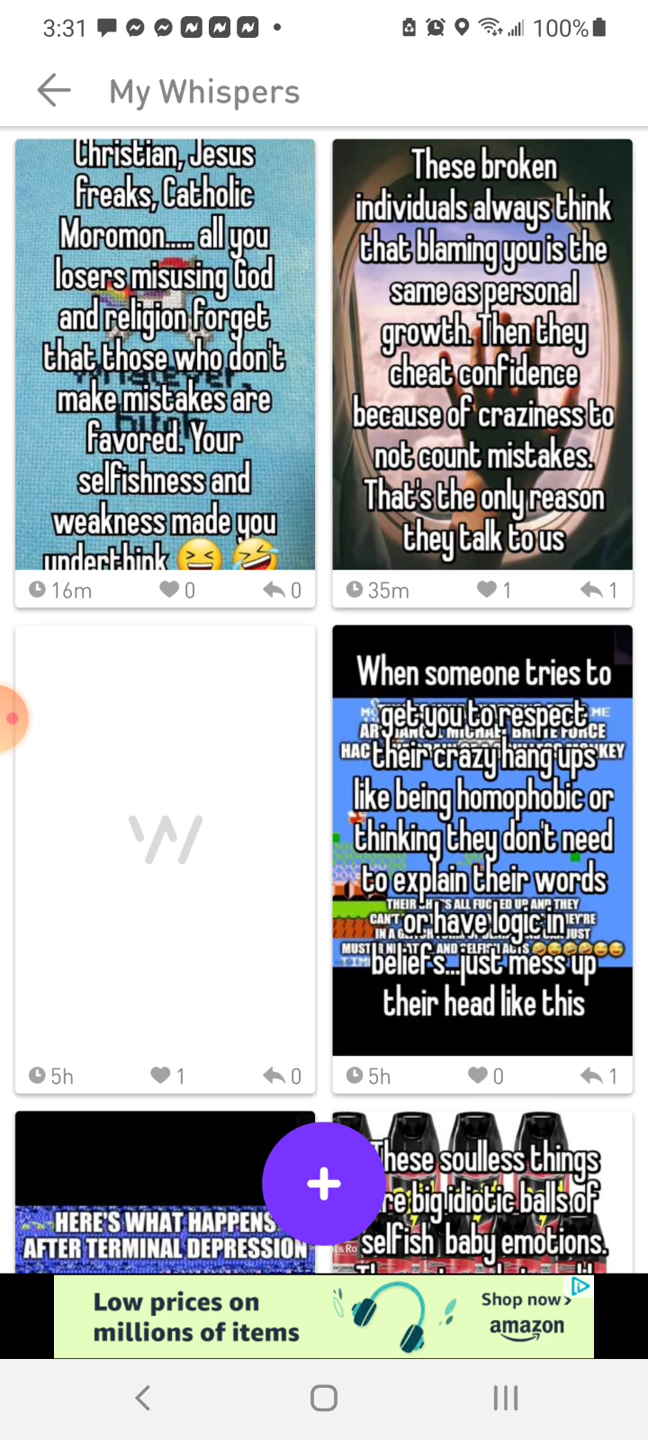 3:31
100%
My Whispers
Christian, Jesus
freaks, Catholic
Moromon..... all you
losers misusing God
and religion forget
that those who don't
make mistakes are
favored. Your
selfishness and
weakness made you
underthink 😆 🤣
16m 0 0
These broken
individuals always think
that blaming you is the
same as personal
growth. Then they
cheat confidence
because of craziness to
not count mistakes.
That's the only reason
they talk to us
35m 1 1
5h 1 0
When someone tries to
get you to respect
their crazy hang ups
like being homophobic or
thinking they don't need
to explain their words
or have logic in
beliefs...just mess up
their head like this
5h 0 1
HERE'S WHAT HAPPENS
AFTER TERMINAL DEPRESSION
these soulless things
re big idiotic balls of
selfish baby emotions.
+
Low prices on
millions of items
Shop now>
amazon